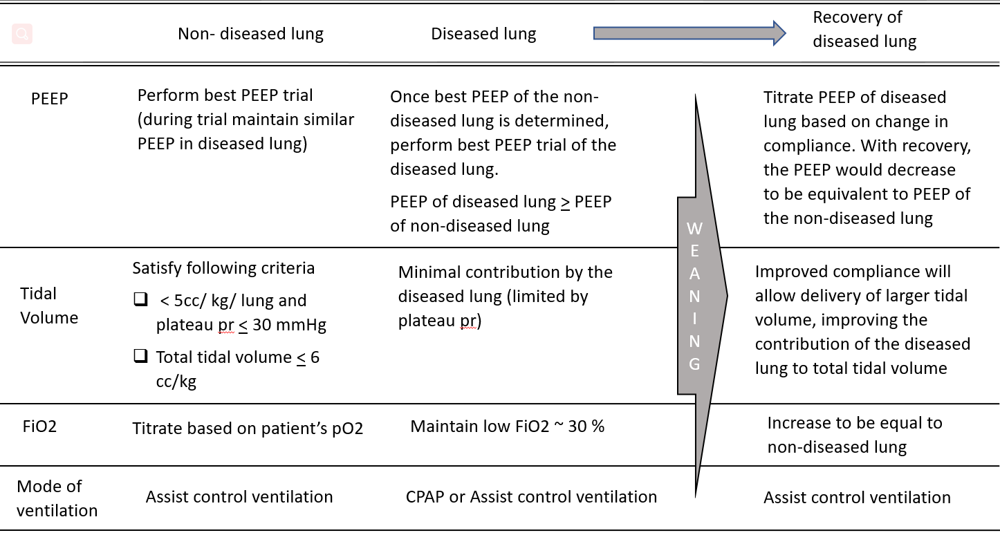 Non- diseased lung
Diseased lung
Recovery of
diseased lung
PEEP
Perform best PEEP trial
(during trial maintain similar
PEEP in diseased lung)
Once best PEEP of the non-
diseased lung is determined,
perform best PEEP trial of the
diseased lung.
PEEP of diseased lung ≥ PEEP
of non-diseased lung
Titrate PEEP of diseased
lung based on change in
compliance. With recovery,
the PEEP would decrease
to be equivalent to PEEP of
the non-diseased lung
WEANING
Tidal
Volume
Satisfy following criteria
❑ < 5cc/ kg/ lung and
plateau pr ≤ 30 mmHg
❑ Total tidal volume ≤ 6
cc/kg
Minimal contribution by the
diseased lung (limited by
plateau pr)
Improved compliance will
allow delivery of larger tidal
volume, improving the
contribution of the diseased
lung to total tidal volume
FiO2
Titrate based on patient’s pO2
Maintain low FiO2 ~ 30 %
Increase to be equal to
non-diseased lung
Mode of
ventilation
Assist control ventilation
CPAP or Assist control ventilation
Assist control ventilation